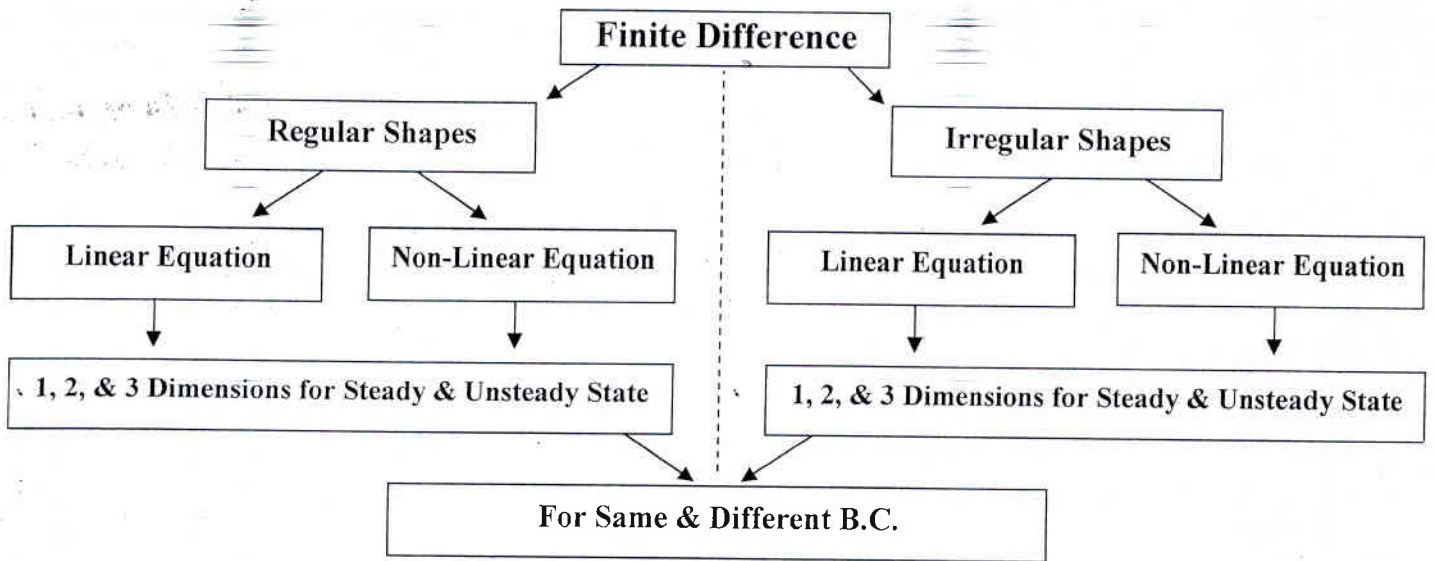 Finite Difference
Regular Shapes
Irregular Shapes
Linear Equation
Non-Linear Equation
Linear Equation
Non-Linear Equation
1, 2, & 3 Dimensions for Steady & Unsteady State
1, 2, & 3 Dimensions for Steady & Unsteady State
For Same & Different B.C.